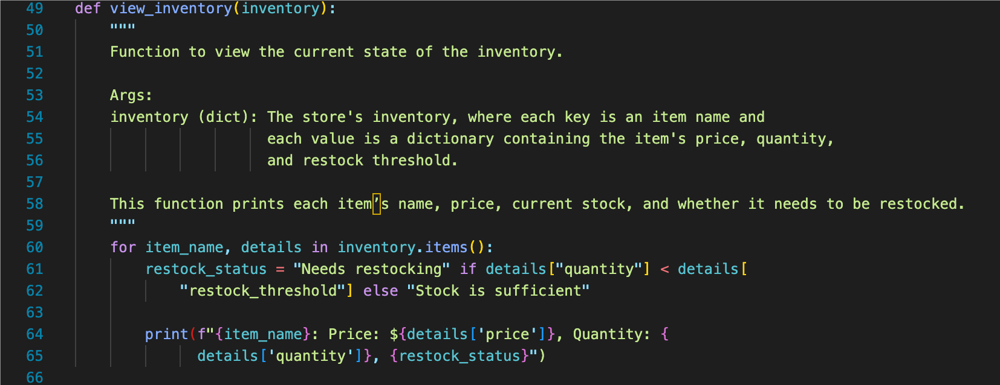 49 def view_inventory(inventory):
50     """
51     Function to view the current state of the inventory.
52
53     Args:
54     inventory (dict): The store's inventory, where each key is an item name and
55                       each value is a dictionary containing the item's price, quantity,
56                       and restock threshold.
57
58     This function prints each item’s name, price, current stock, and whether it needs to be restocked.
59     """
60     for item_name, details in inventory.items():
61         restock_status = "Needs restocking" if details["quantity"] < details[
62             "restock_threshold"] else "Stock is sufficient"
63
64         print(f"{item_name}: Price: ${details['price']}, Quantity: {
65               details['quantity']}, {restock_status}")
66